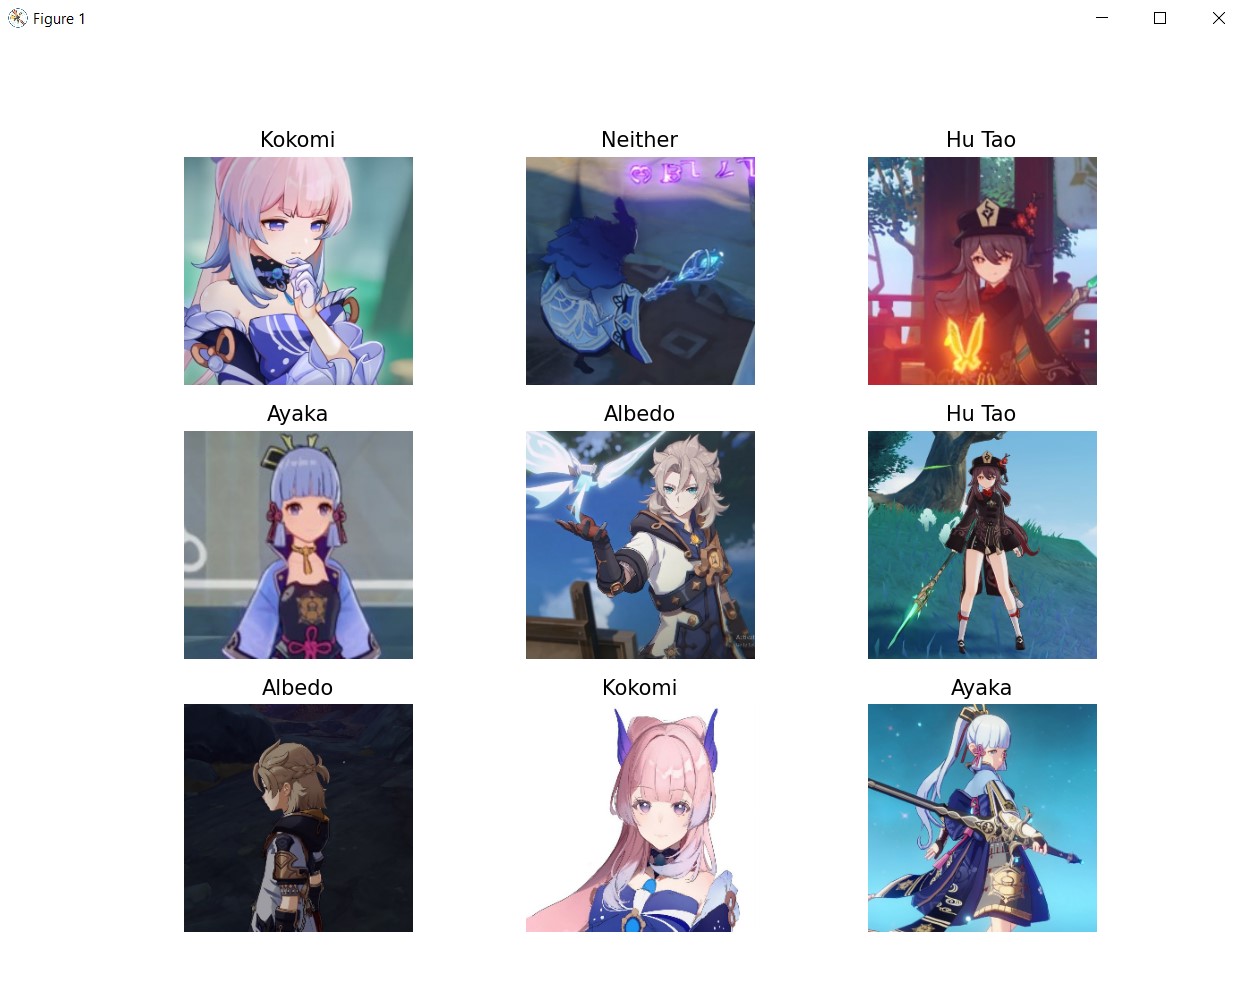 Figure 1
Kokomi
Neither
Hu Tao
Ayaka
Albedo
Hu Tao
Albedo
Kokomi
Ayaka